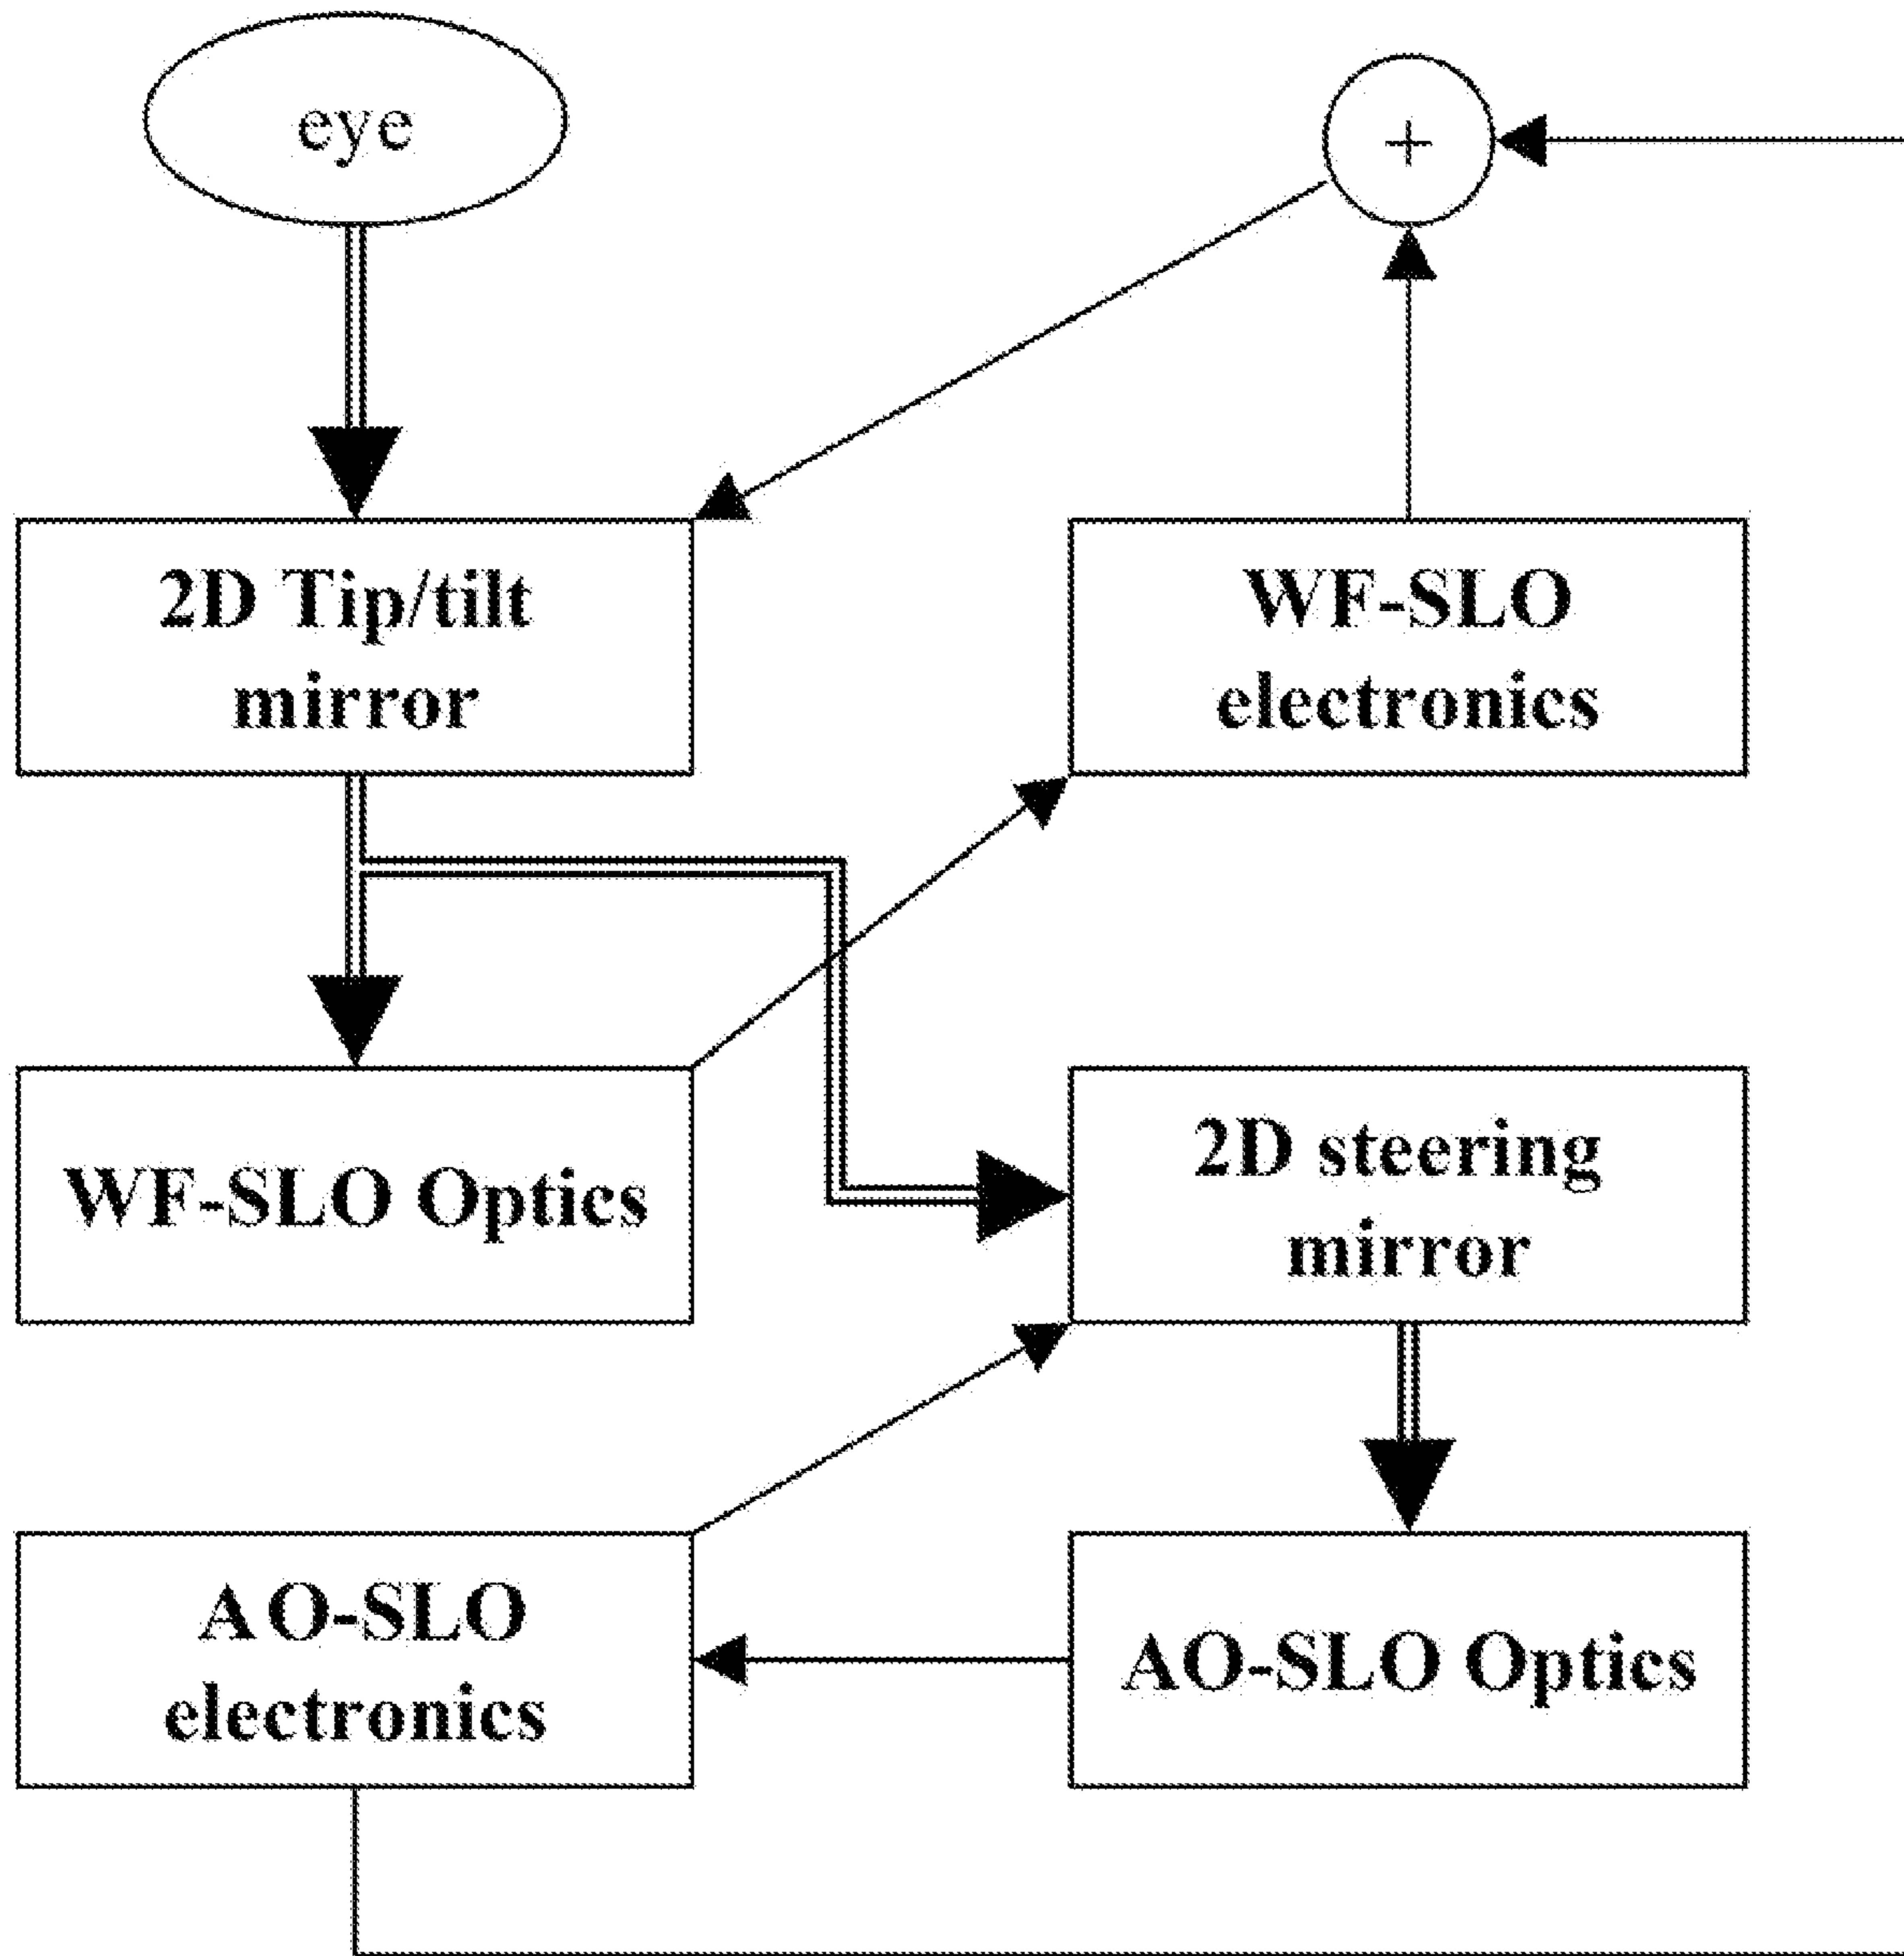 eye
+
2D Tip/tilt
mirror
WF-SLO
electronics
WF-SLO Optics
2D steering
mirror
AO-SLO
electronics
AO-SLO Optics